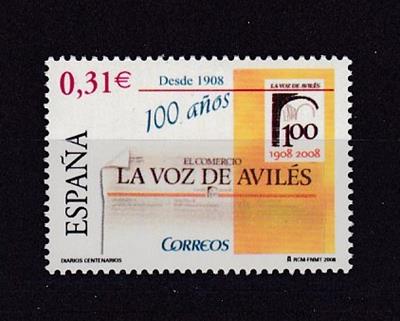 0,31€
Desde 1908
100 años
LA VOZ DE AVILÉS
100
1908 2008
ESPAÑA
EL COMERCIO
LA VOZ DE AVILÉS
CORREOS
DIARIOS CENTENARIOS
RCM-FNMT 2008